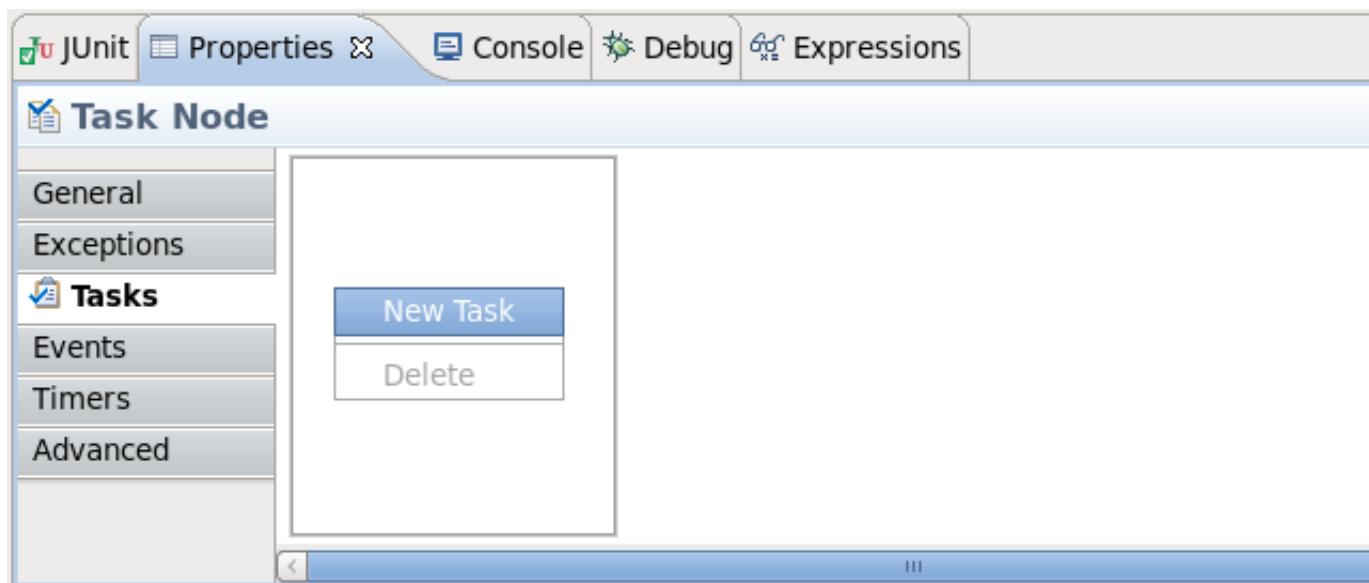 JUnit Properties Console Debug Expressions
Task Node
General
Exceptions
Tasks
Events
Timers
Advanced
New Task
Delete